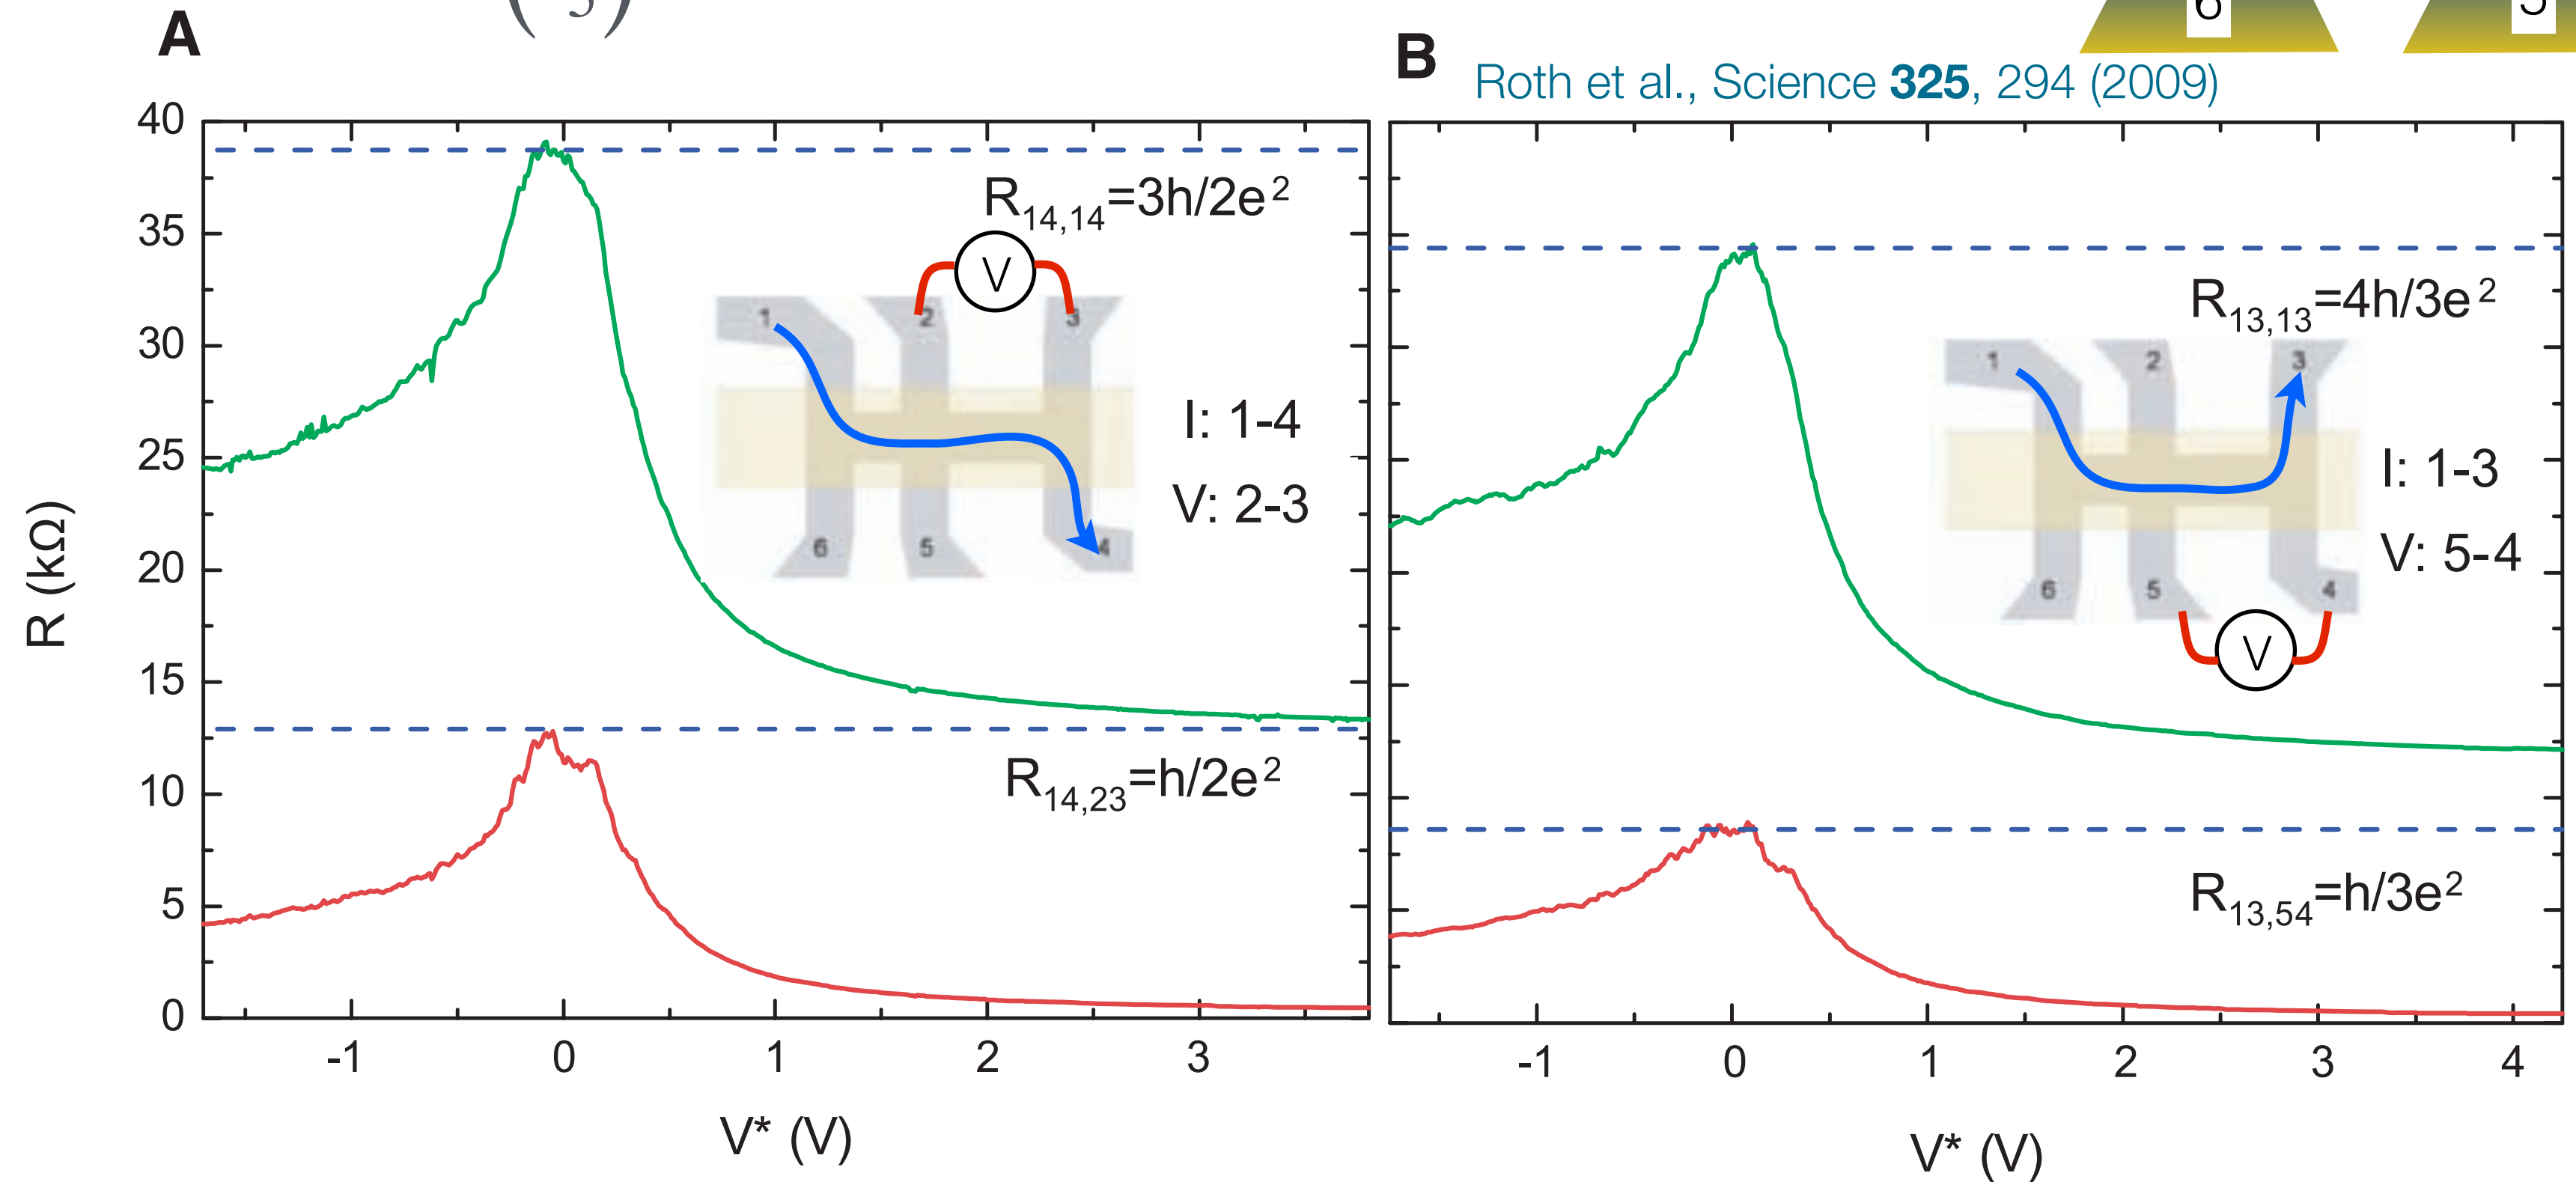 A
B
Roth et al., Science 325, 294 (2009)
6
5
( 5 )
R (kΩ)
40
35
30
25
20
15
10
5
0
R14,14=3h/2e²
V
1
2
3
6
5
4
I: 1-4
V: 2-3
R14,23=h/2e²
-1
0
1
2
3
V* (V)
R13,13=4h/3e²
1
2
3
6
5
4
V
I: 1-3
V: 5-4
R13,54=h/3e²
-1
0
1
2
3
4
V* (V)